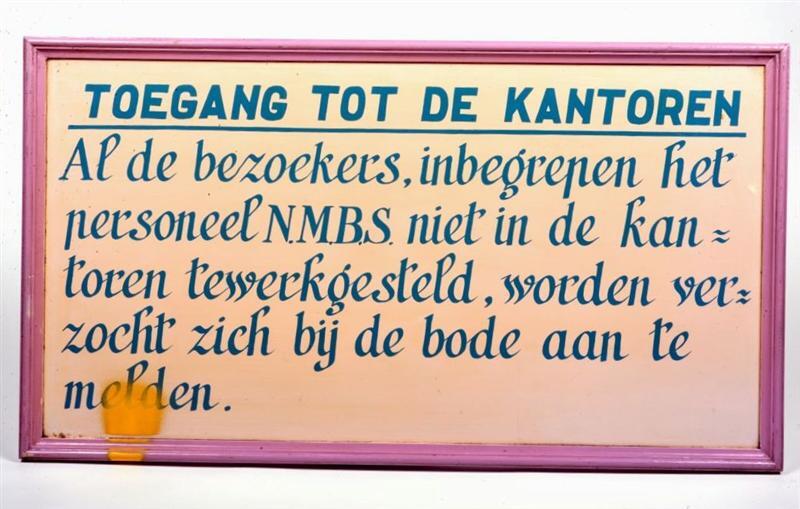 TOEGANG TOT DE KANTOREN
Al de bezoekers, inbegrepen het
personeel N.M.B.S. niet in de kan=
toren tewerkgesteld, worden ver=
zocht zich bij de bode aan te
melden.